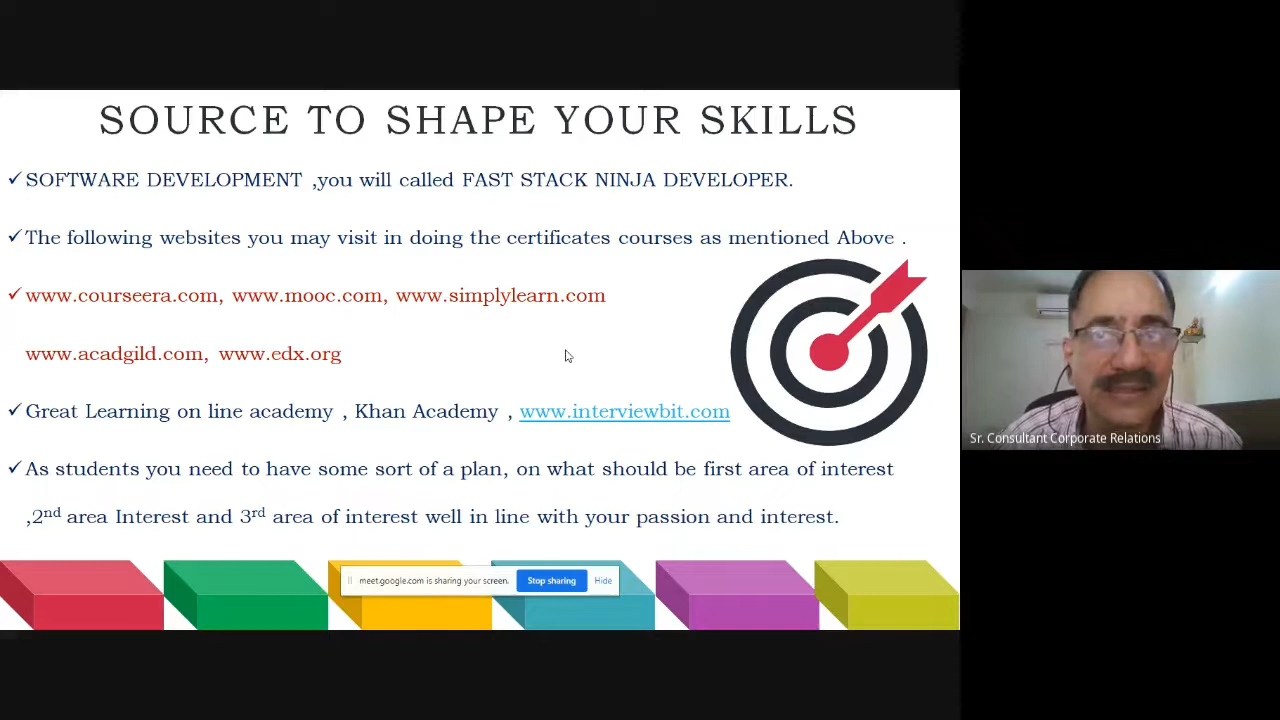 SOURCE TO SHAPE YOUR SKILLS
✓SOFTWARE DEVELOPMENT ,you will called FAST STACK NINJA DEVELOPER.
✓The following websites you may visit in doing the certificates courses as mentioned Above .
✓www.courseera.com, www.mooc.com, www.simplylearn.com
www.acadgild.com, www.edx.org
✓Great Learning on line academy , Khan Academy , www.interviewbit.com
✓As students you need to have some sort of a plan, on what should be first area of interest
,2nd area Interest and 3rd area of interest well in line with your passion and interest.
meet.google.com is sharing your screen. Stop sharing Hide
Sr. Consultant Corporate Relations